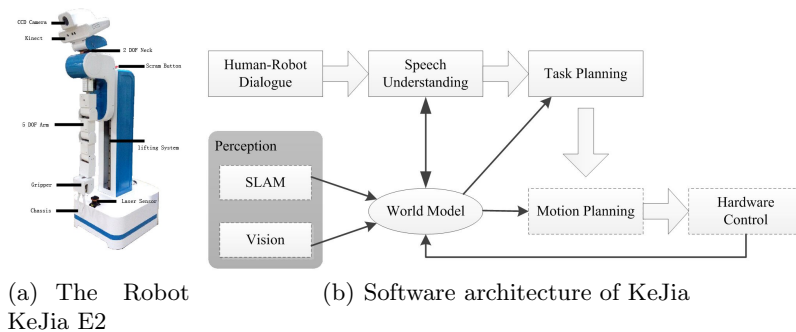 CCD Camera
Kinect
2 DOF Neck
Scram Button
5 DOF Arm
lifting System
Gripper
Laser Sensor
Chassis
(a) The Robot
KeJia E2
Human-Robot
Dialogue
Speech
Understanding
Task Planning
Perception
SLAM
Vision
World Model
Motion Planning
Hardware
Control
(b) Software architecture of KeJia